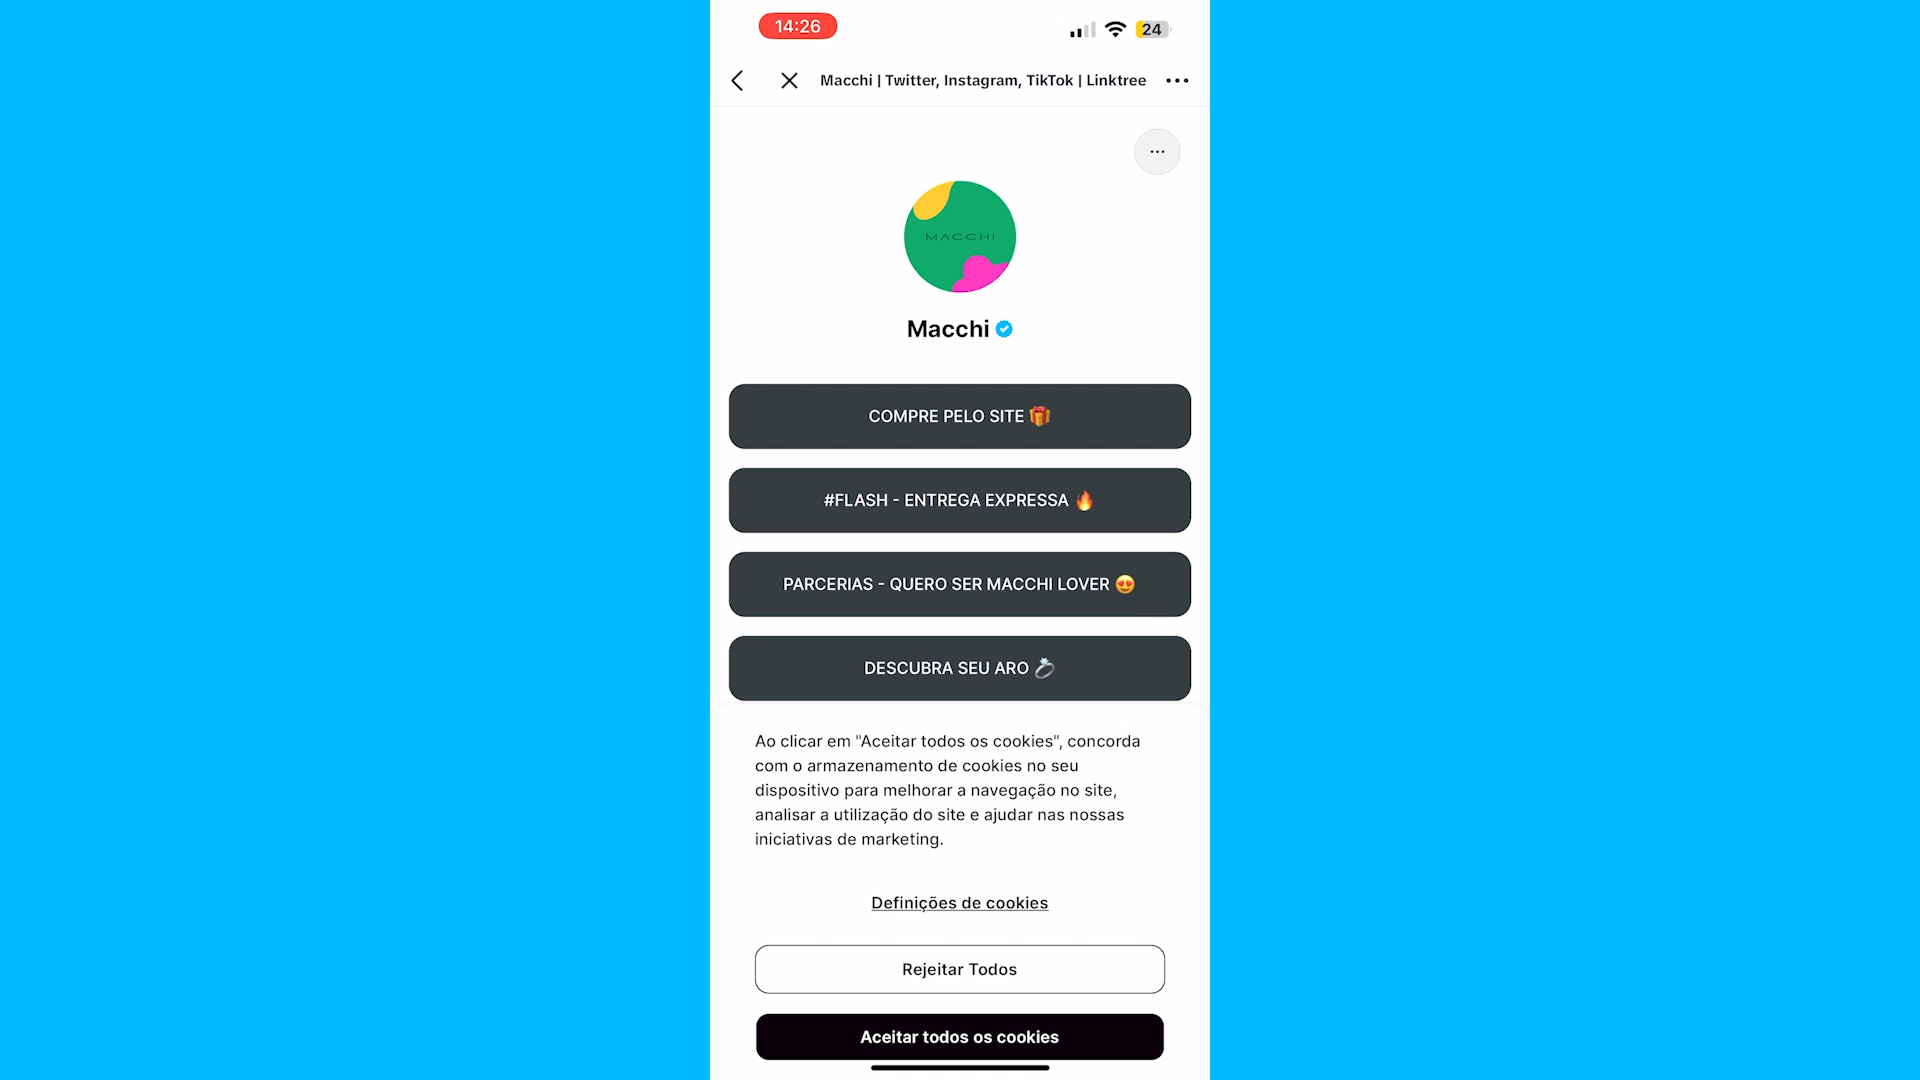 14:26
24
Macchi | Twitter, Instagram, TikTok | Linktree
MACCHI
Macchi
COMPRE PELO SITE 🎁
#FLASH - ENTREGA EXPRESSA 🔥
PARCERIAS - QUERO SER MACCHI LOVER 😍
DESCUBRA SEU ARO 💍
Ao clicar em "Aceitar todos os cookies", concorda
com o armazenamento de cookies no seu
dispositivo para melhorar a navegação no site,
analisar a utilização do site e ajudar nas nossas
iniciativas de marketing.
Definições de cookies
Rejeitar Todos
Aceitar todos os cookies